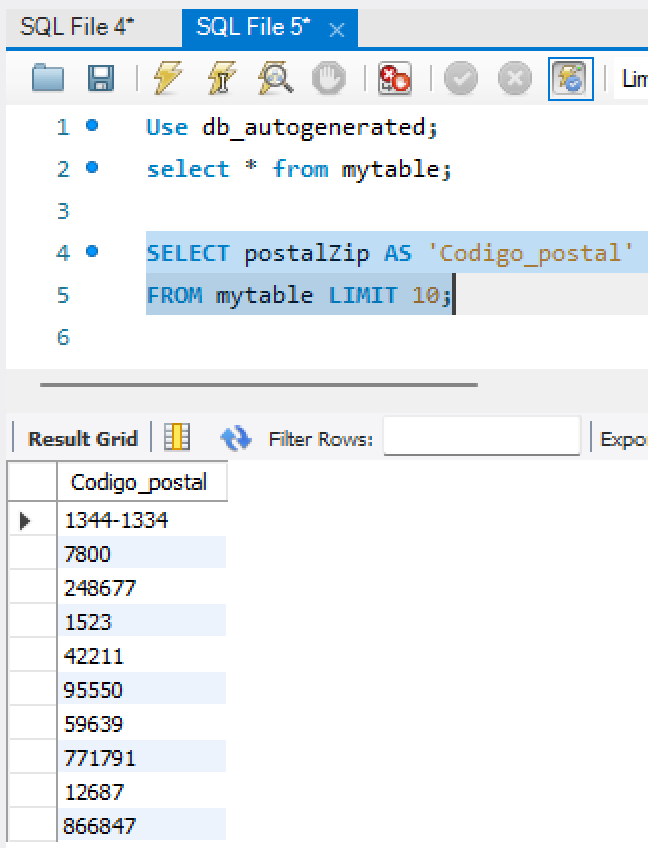 SQL File 4* SQL File 5*
Lim
1 Use db_autogenerated;
2 select * from mytable;
3
4 SELECT postalZip AS 'Codigo_postal'
5 FROM mytable LIMIT 10;
6
Result Grid Filter Rows: Expo
Codigo_postal
1344-1334
7800
248677
1523
42211
95550
59639
771791
12687
866847